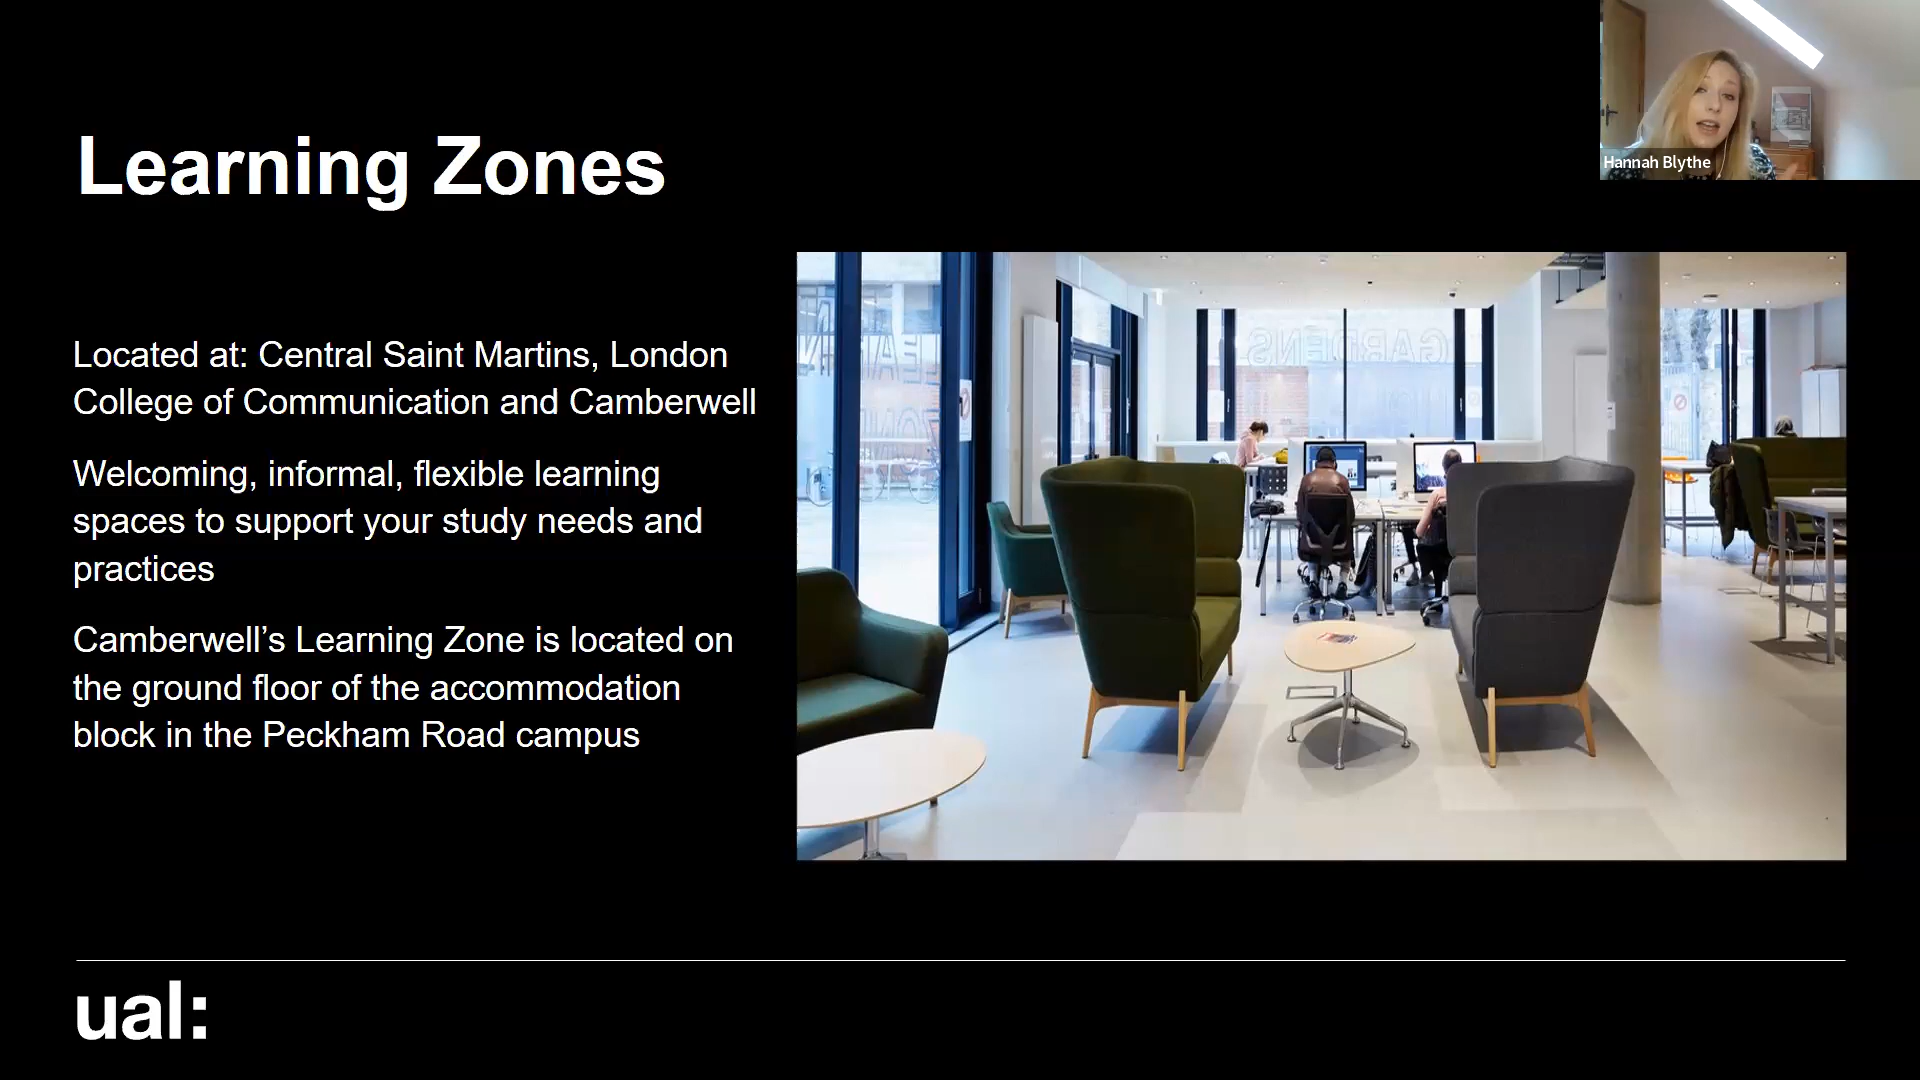 Learning Zones
Hannah Blythe
Located at: Central Saint Martins, London
College of Communication and Camberwell
Welcoming, informal, flexible learning
spaces to support your study needs and
practices
Camberwell’s Learning Zone is located on
the ground floor of the accommodation
block in the Peckham Road campus
GARDENS
ual: